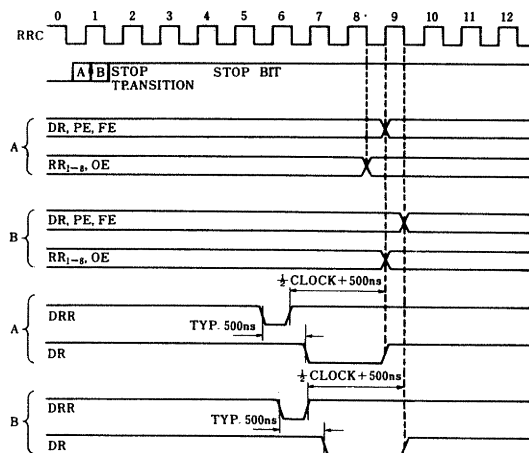 0 1 2 3 4 5 6 7 8 9 10 11 12
RRC
A B STOP TRANSITION STOP BIT
A
DR, PE, FE
RR1-8, OE
B
DR, PE, FE
RR1-8, OE
½ CLOCK+500ns
A
DRR
TYP. 500ns
DR
½ CLOCK+500ns
B
DRR
TYP 500ns
DR